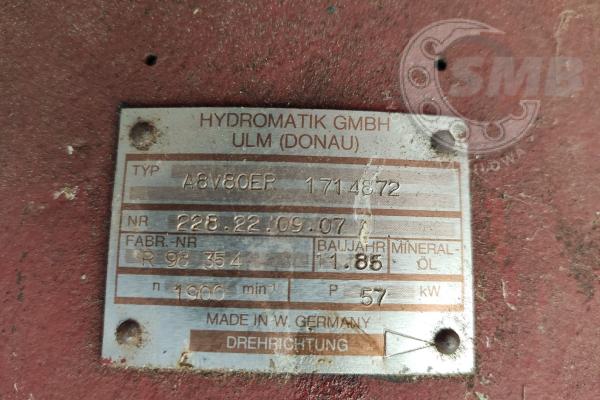 SMB
HYDROMATIK GMBH
ULM (DONAU)
TYP A8V80ER 1714872
NR 228.22.09.07
FABR.-NR BAUJAHR MINERAL-
R 96 354 11.85 ÖL
n 1900 min⁻¹ P 57 kW
MADE IN W. GERMANY
DREHRICHTUNG